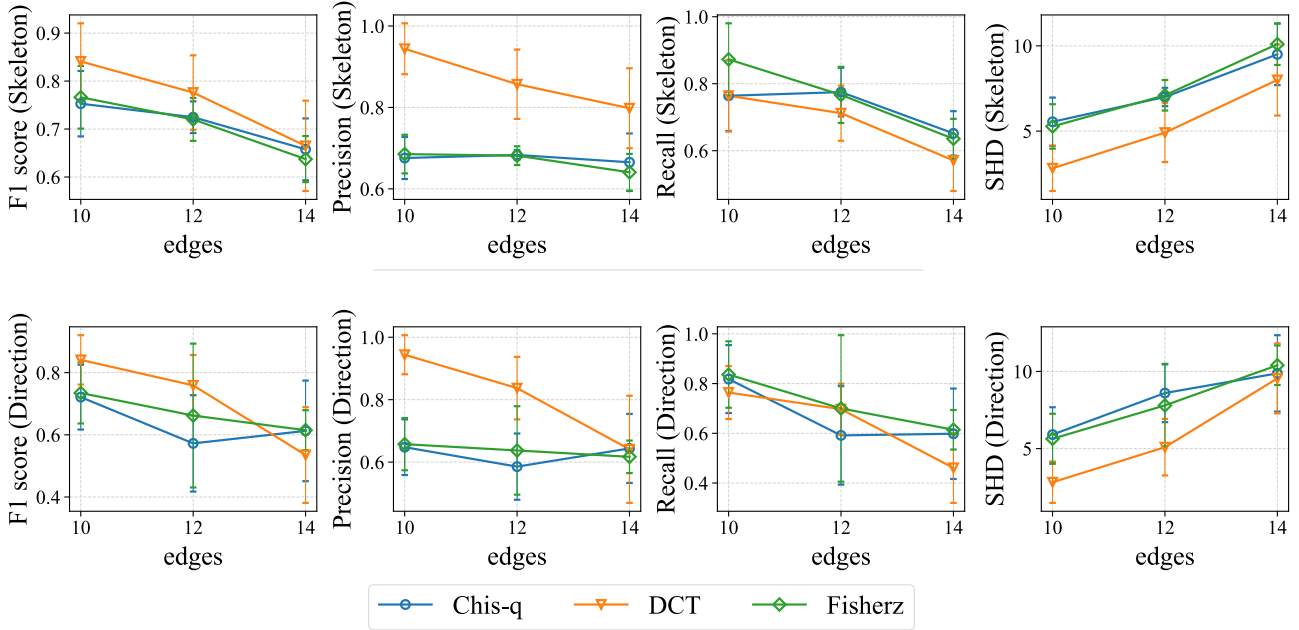 F1 score (Skeleton)
0.9
0.8
0.7
0.6
10
12
14
edges
Precision (Skeleton)
1.0
0.8
0.6
10
12
14
edges
Recall (Skeleton)
1.0
0.8
0.6
10
12
14
edges
SHD (Skeleton)
10
5
10
12
14
edges
F1 score (Direction)
0.8
0.6
0.4
10
12
14
edges
Precision (Direction)
1.0
0.8
0.6
10
12
14
edges
Recall (Direction)
1.0
0.8
0.6
0.4
10
12
14
edges
SHD (Direction)
10
5
10
12
14
edges
Chis-q
DCT
Fisherz